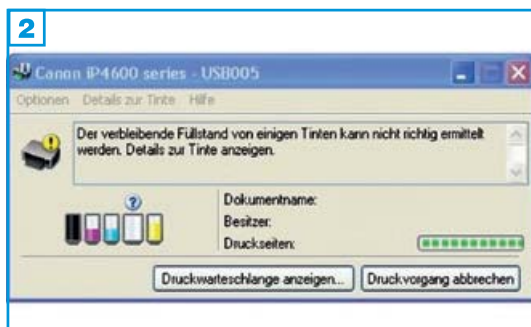 2
Canon iP4600 series - USB005
Optionen Details zur Tinte Hilfe
Der verbleibende Füllstand von einigen Tinten kann nicht richtig ermittelt
werden. Details zur Tinte anzeigen.
?
Dokumentname:
Besitzer:
Druckseiten:
Druckwarteschlange anzeigen... Druckvorgang abbrechen